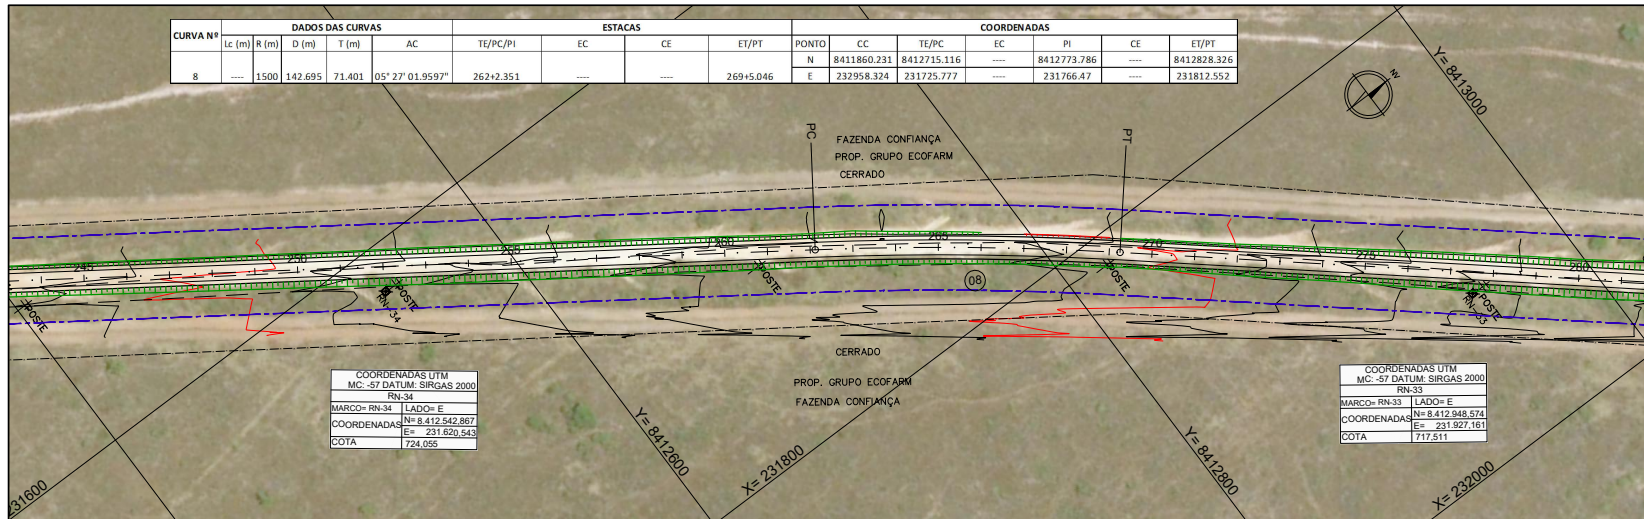 CURVA Nº DADOS DAS CURVAS ESTACAS COORDENADAS
Lc (m) R (m) D (m) T (m) AC TE/PC/PI EC CE ET/PT PONTO CC TE/PC EC PI CE ET/PT
N 8411860.231 8412715.116 ---- 8412773.786 ---- 8412828.326
8 ---- 1500 142.695 71.401 05° 27' 01.9597" 262+2.351 ---- ---- 269+5.046 E 232958.324 231725.777 ---- 231766.47 ---- 231812.552
NV
Y= 8413000
PC
PT
FAZENDA CONFIANÇA
PROP. GRUPO ECOFARM
CERRADO
250
260
265
270
275
280
08
POSTE
RN-34
POSTE
POSTE
POSTE
RN-33
POSTE
CERRADO
PROP. GRUPO ECOFARM
FAZENDA CONFIANÇA
COORDENADAS UTM
MC: -57 DATUM: SIRGAS 2000
RN-34
MARCO= RN-34 LADO= E
COORDENADAS N= 8.412.542,867
E= 231.620,543
COTA 724,055
COORDENADAS UTM
MC: -57 DATUM: SIRGAS 2000
RN-33
MARCO= RN-33 LADO= E
COORDENADAS N= 8.412.948,574
E= 231.927,161
COTA 717,511
231600
Y= 8412600
X= 231800
Y= 8412800
X= 232000